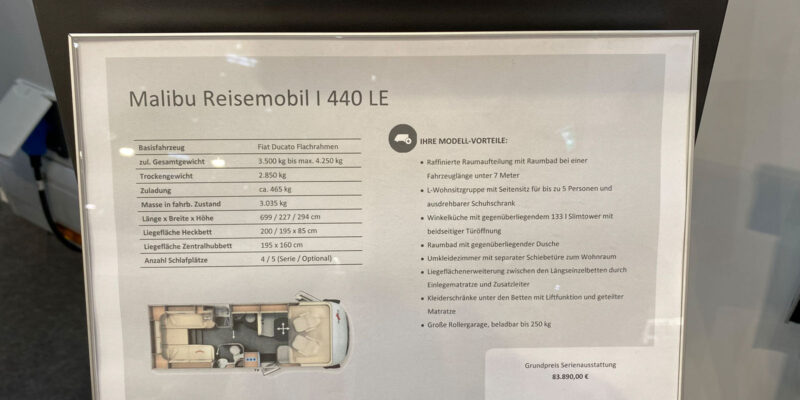 Malibu Reisemobil I 440 LE
Basisfahrzeug Fiat Ducato Flachrahmen
zul. Gesamtgewicht 3.500 kg bis max. 4.250 kg
Trockengewicht 2.850 kg
Zuladung ca. 465 kg
Masse in fahrb. Zustand 3.035 kg
Länge x Breite x Höhe 699 / 227 / 294 cm
Liegefläche Heckbett 200 / 195 x 85 cm
Liegefläche Zentralhubbett 195 x 160 cm
Anzahl Schlafplätze 4 / 5 (Serie / Optional)
IHRE MODELL-VORTEILE:
• Raffinierte Raumaufteilung mit Raumbad bei einer
Fahrzeuglänge unter 7 Meter
• L-Wohnsitzgruppe mit Seitensitz für bis zu 5 Personen und
ausdrehbarer Schuhschrank
• Winkelküche mit gegenüberliegendem 133 l Slimtower mit
beidseitiger Türöffnung
• Raumbad mit gegenüberliegender Dusche
• Umkleidezimmer mit separater Schiebetüre zum Wohnraum
• Liegeflächenerweiterung zwischen den Längseinzelbetten durch
Einlegematratze und Zusatzleiter
• Kleiderschränke unter den Betten mit Liftfunktion und geteilter
Matratze
• Große Rollergarage, beladbar bis 250 kg
Grundpreis Serienausstattung
83.890,00 €